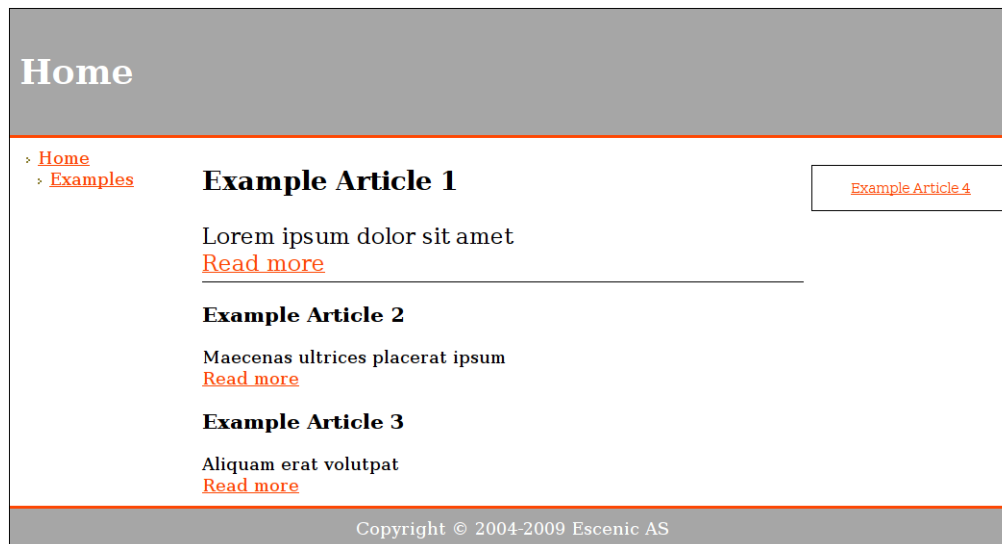 Home
Home
Examples
Example Article 1
Lorem ipsum dolor sit amet
Read more
Example Article 2
Maecenas ultrices placerat ipsum
Read more
Example Article 3
Aliquam erat volutpat
Read more
Example Article 4
Copyright © 2004-2009 Escenic AS